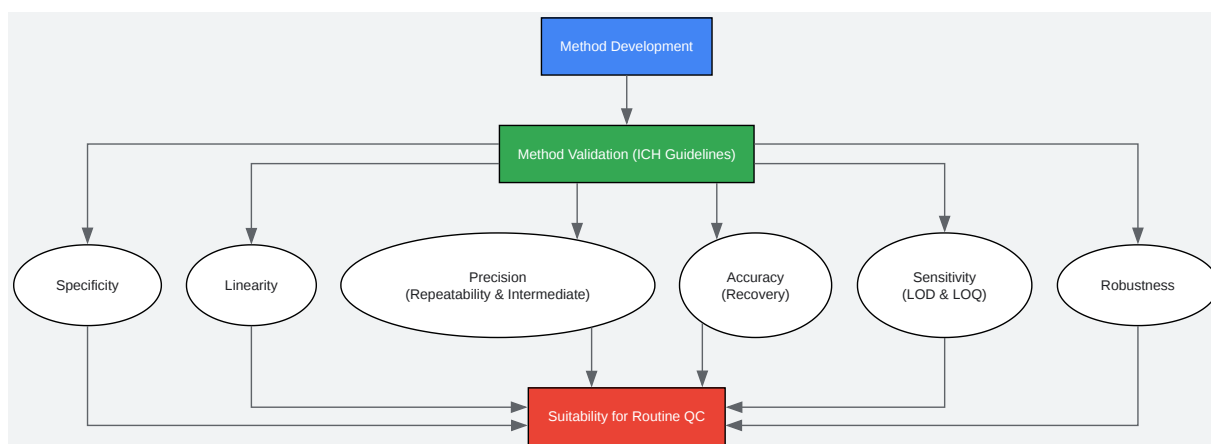 Method Development
Method Validation (ICH Guidelines)
Specificity
Linearity
Precision
(Repeatability & Intermediate)
Accuracy
(Recovery)
Sensitivity
(LOD & LOQ)
Robustness
Suitability for Routine QC